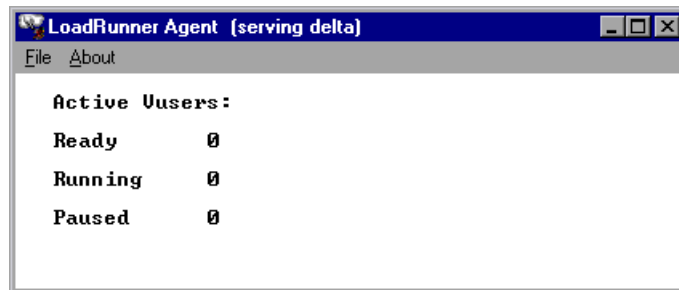 LoadRunner Agent (serving delta)
File About
Active Vusers:
Ready 0
Running 0
Paused 0